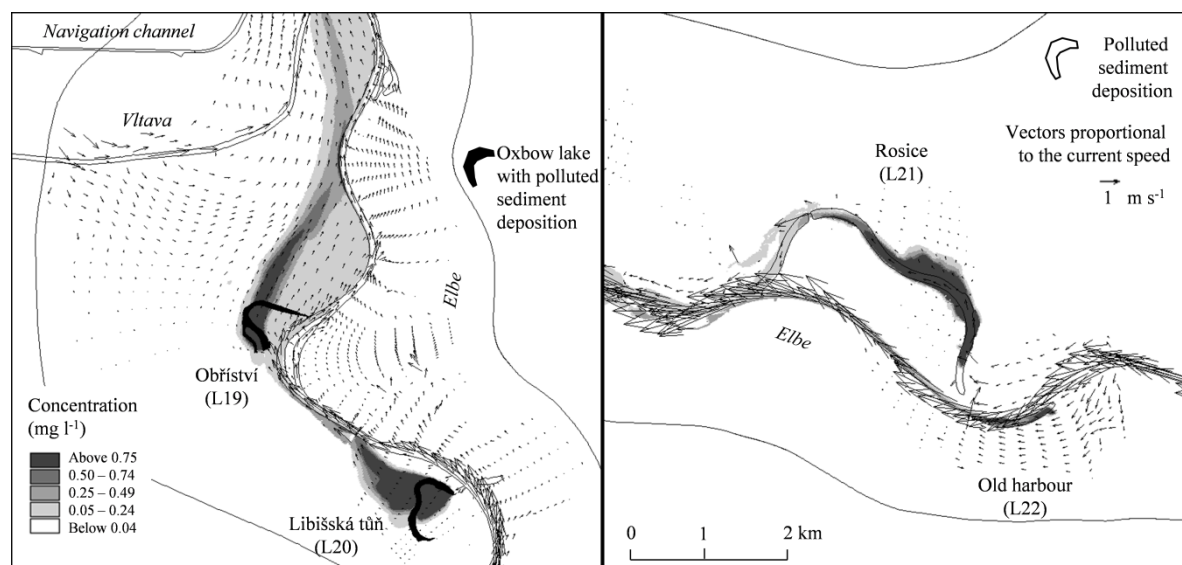 Navigation channel
Vltava
Oxbow lake
with polluted
sediment
deposition
Elbe
Obříství
(L19)
Concentration
(mg l-1)
Above 0.75
0.50 – 0.74
0.25 – 0.49
0.05 – 0.24
Below 0.04
Libišská tůň
(L20)
Polluted
sediment
deposition
Vectors proportional
to the current speed
1 m s-1
Rosice
(L21)
Elbe
Old harbour
(L22)
0 1 2 km